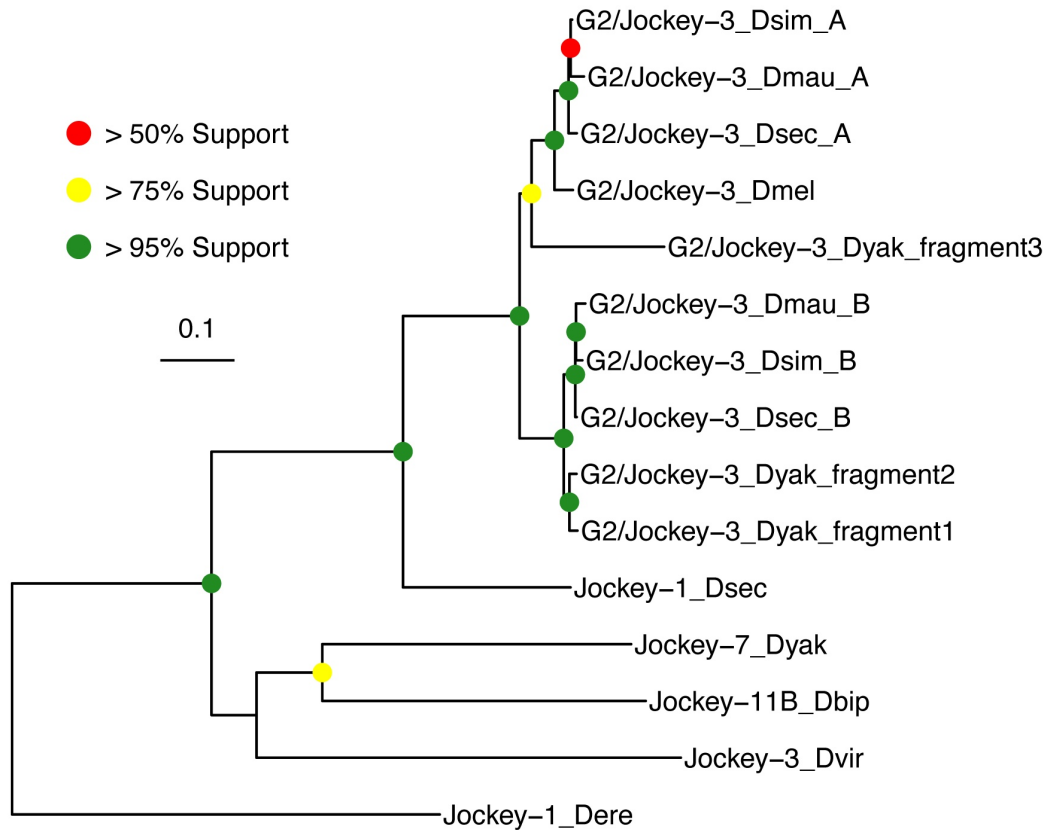 G2/Jockey−3_Dsim_A
G2/Jockey−3_Dmau_A
> 50% Support
G2/Jockey−3_Dsec_A
> 75% Support
G2/Jockey−3_Dmel
> 95% Support
G2/Jockey−3_Dyak_fragment3
G2/Jockey−3_Dmau_B
0.1
G2/Jockey−3_Dsim_B
G2/Jockey−3_Dsec_B
G2/Jockey−3_Dyak_fragment2
G2/Jockey−3_Dyak_fragment1
Jockey−1_Dsec
Jockey−7_Dyak
Jockey−11B_Dbip
Jockey−3_Dvir
Jockey−1_Dere